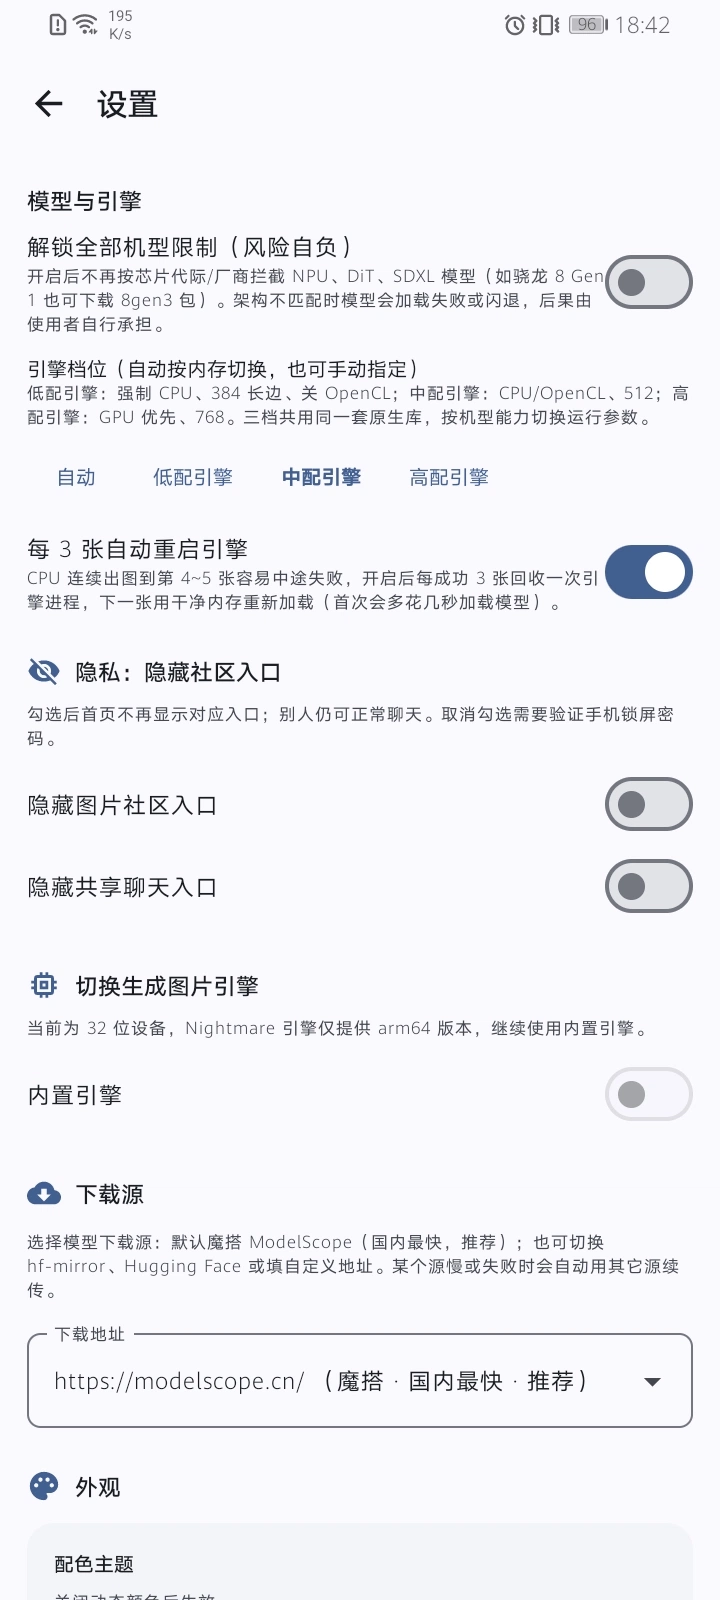 195
K/s
96
18:42
设置
模型与引擎
解锁全部机型限制（风险自负）
开启后不再按芯片代际/厂商拦截 NPU、DiT、SDXL 模型（如骁龙 8 Gen
1 也可下载 8gen3 包）。架构不匹配时模型会加载失败或闪退，后果由
使用者自行承担。
引擎档位（自动按内存切换，也可手动指定）
低配引擎：强制 CPU、384 长边、关 OpenCL；中配引擎：CPU/OpenCL、512；高
配引擎：GPU 优先、768。三档共用同一套原生库，按机型能力切换运行参数。
自动 低配引擎 中配引擎 高配引擎
每 3 张自动重启引擎
CPU 连续出图到第 4~5 张容易中途失败，开启后每成功 3 张回收一次引
擎进程，下一张用干净内存重新加载（首次会多花几秒加载模型）。
隐私：隐藏社区入口
勾选后首页不再显示对应入口；别人仍可正常聊天。取消勾选需要验证手机锁屏密
码。
隐藏图片社区入口
隐藏共享聊天入口
切换生成图片引擎
当前为 32 位设备，Nightmare 引擎仅提供 arm64 版本，继续使用内置引擎。
内置引擎
下载源
选择模型下载源：默认魔搭 ModelScope（国内最快，推荐）；也可切换
hf-mirror、Hugging Face 或填自定义地址。某个源慢或失败时会自动用其它源续
传。
下载地址
https://modelscope.cn/ （魔搭 · 国内最快 · 推荐）
外观
配色主题
关闭动态颜色后生效